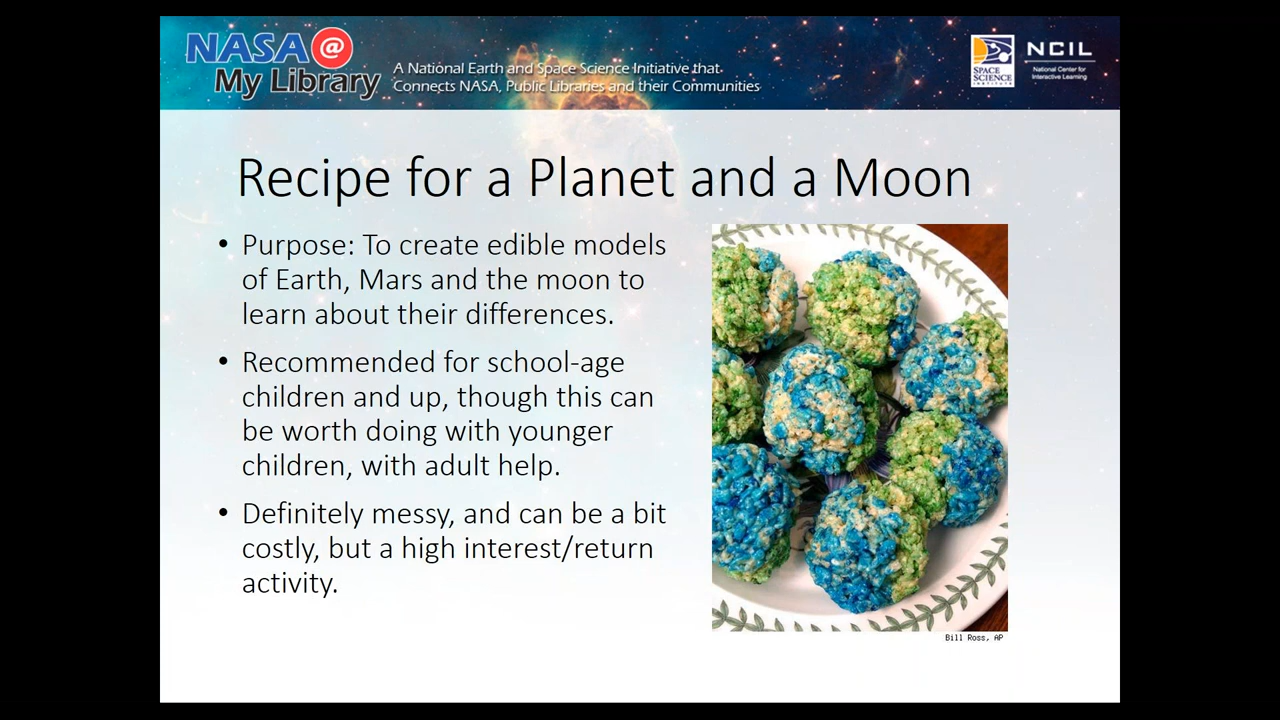 NASA@
My Library
A National Earth and Space Science Initiative that
Connects NASA, Public Libraries and their Communities
SPACE
SCIENCE
INSTITUTE
NCIL
National Center for
Interactive Learning
Recipe for a Planet and a Moon
• Purpose: To create edible models
of Earth, Mars and the moon to
learn about their differences.
• Recommended for school-age
children and up, though this can
be worth doing with younger
children, with adult help.
• Definitely messy, and can be a bit
costly, but a high interest/return
activity.
Bill Ross, AP